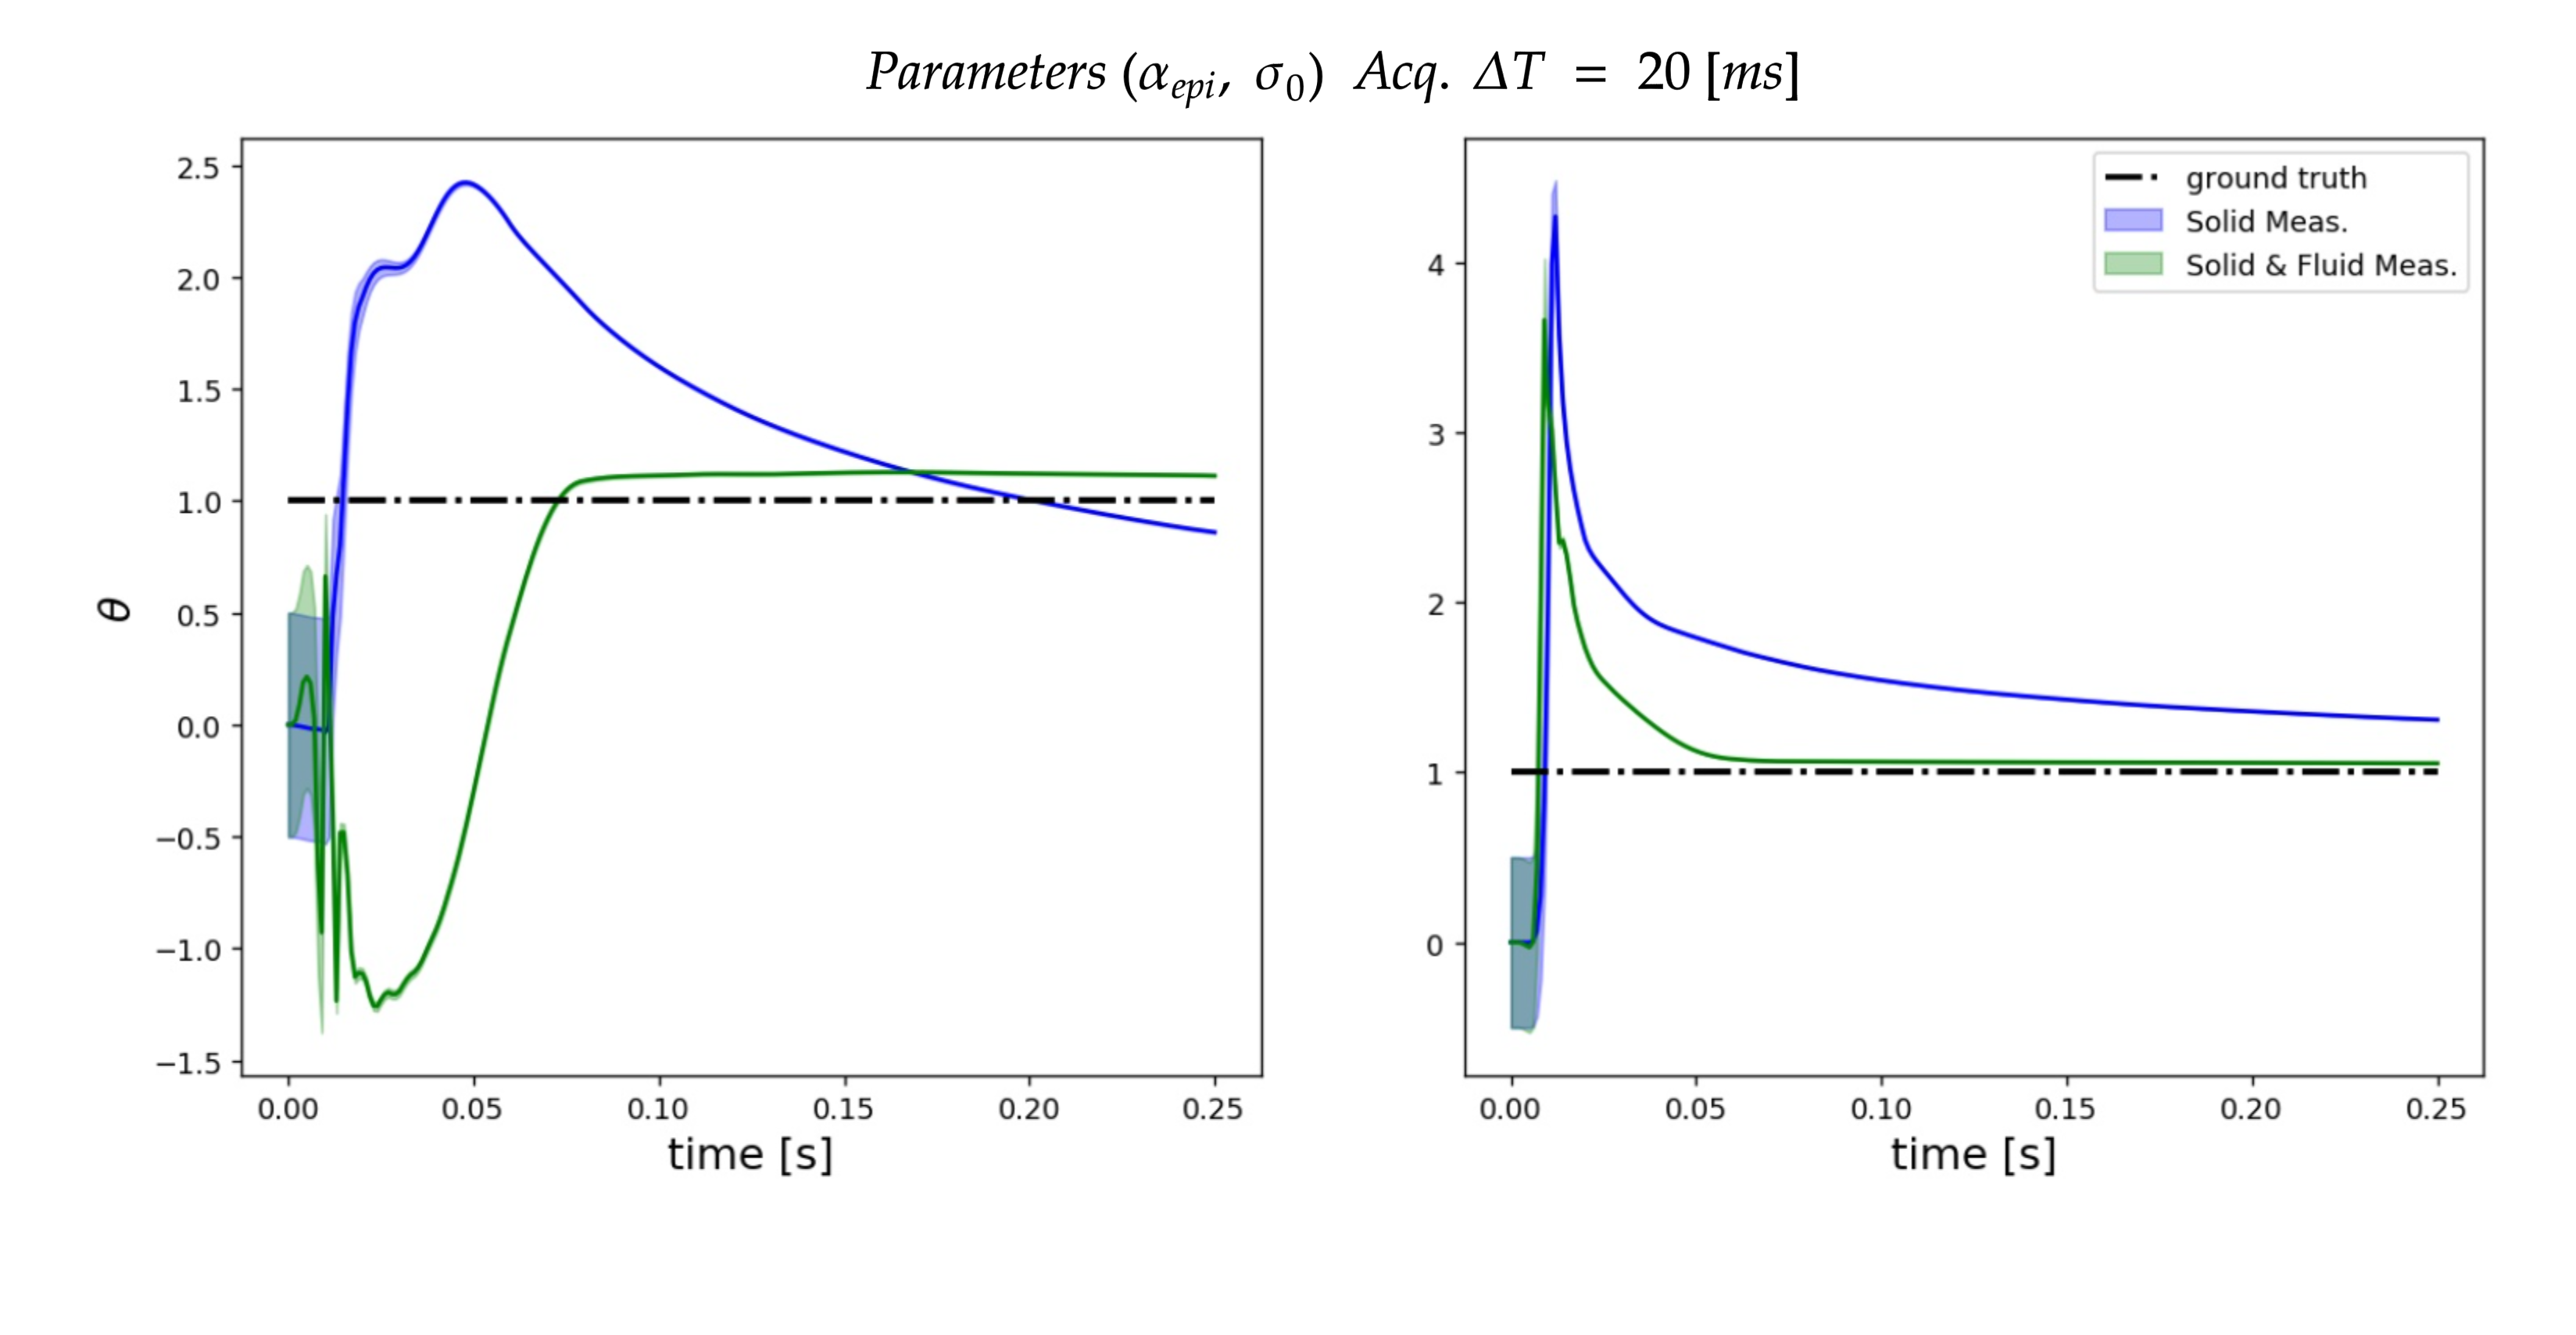 Parameters (αepi, σ0) Acq. ΔT = 20 [ms]
2.5
2.0
1.5
1.0
0.5
0.0
−0.5
−1.0
−1.5
θ
0.00 0.05 0.10 0.15 0.20 0.25
time [s]
4
3
2
1
0
ground truth
Solid Meas.
Solid & Fluid Meas.
0.00 0.05 0.10 0.15 0.20 0.25
time [s]